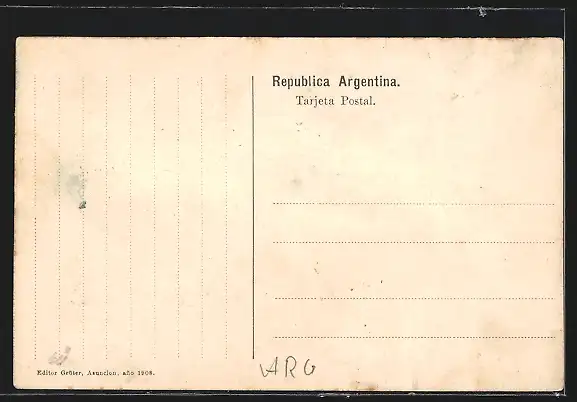 Republica Argentina.
Tarjeta Postal.
Editor Grüter, Asuncion, año 1908.
ARG